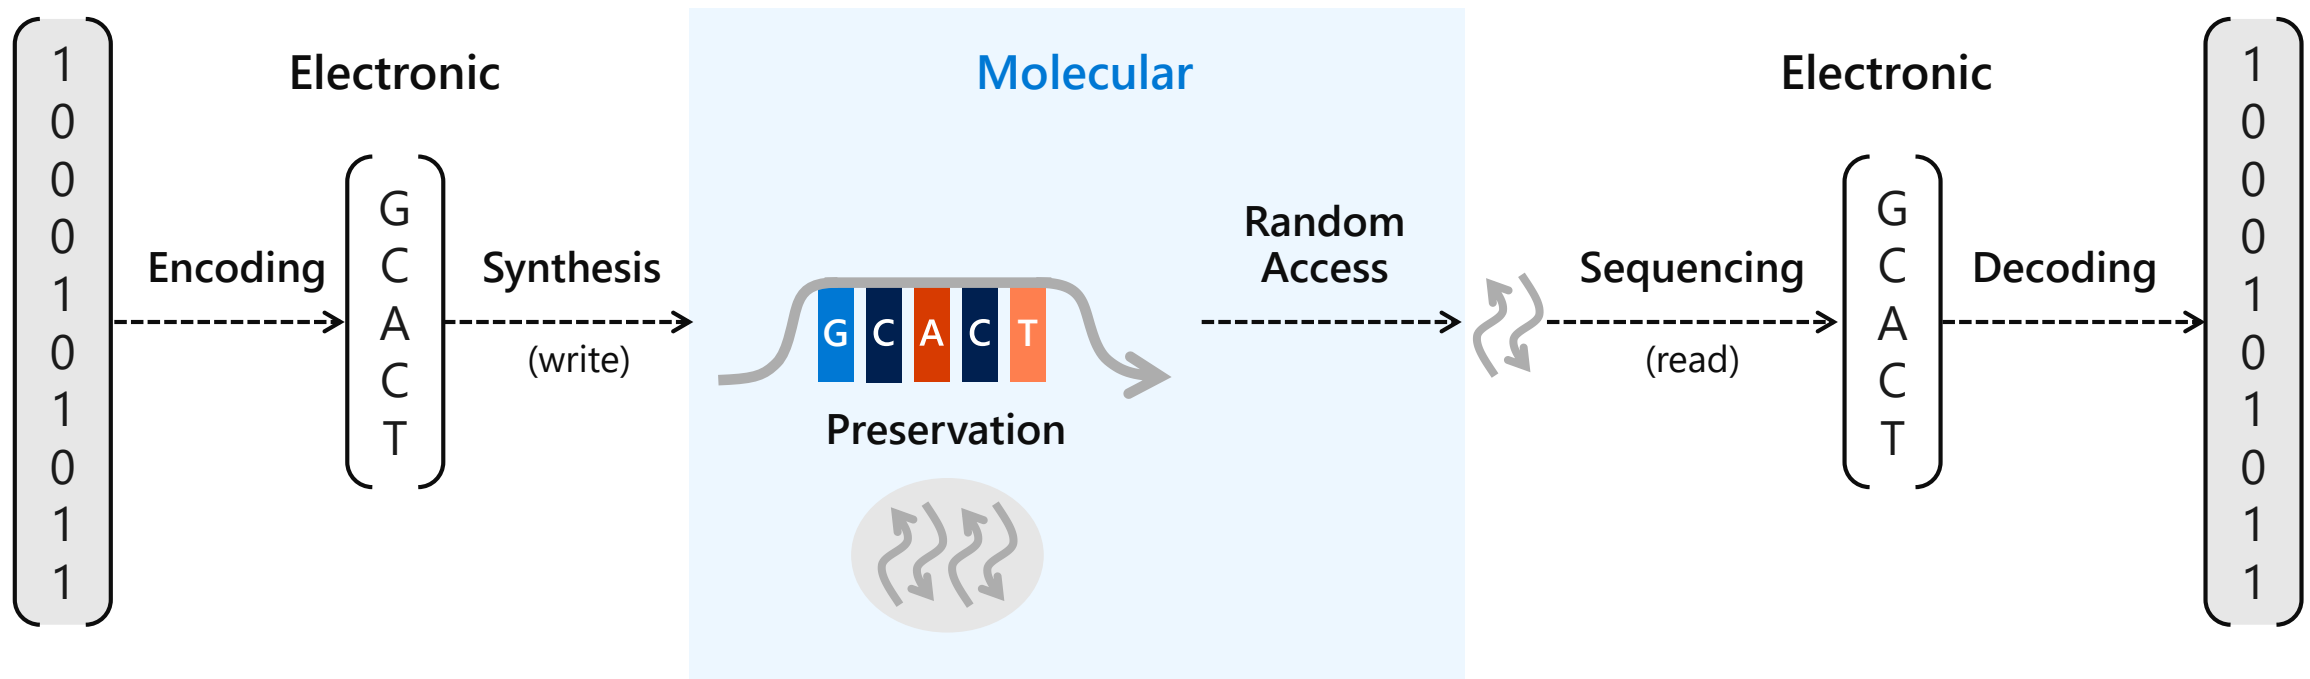 1
0
0
0
1
0
1
0
1
1
Electronic
Encoding
G
C
A
C
T
Synthesis
(write)
Molecular
G C A C T
Preservation
Random
Access
Electronic
Sequencing
(read)
G
C
A
C
T
Decoding
1
0
0
0
1
0
1
0
1
1